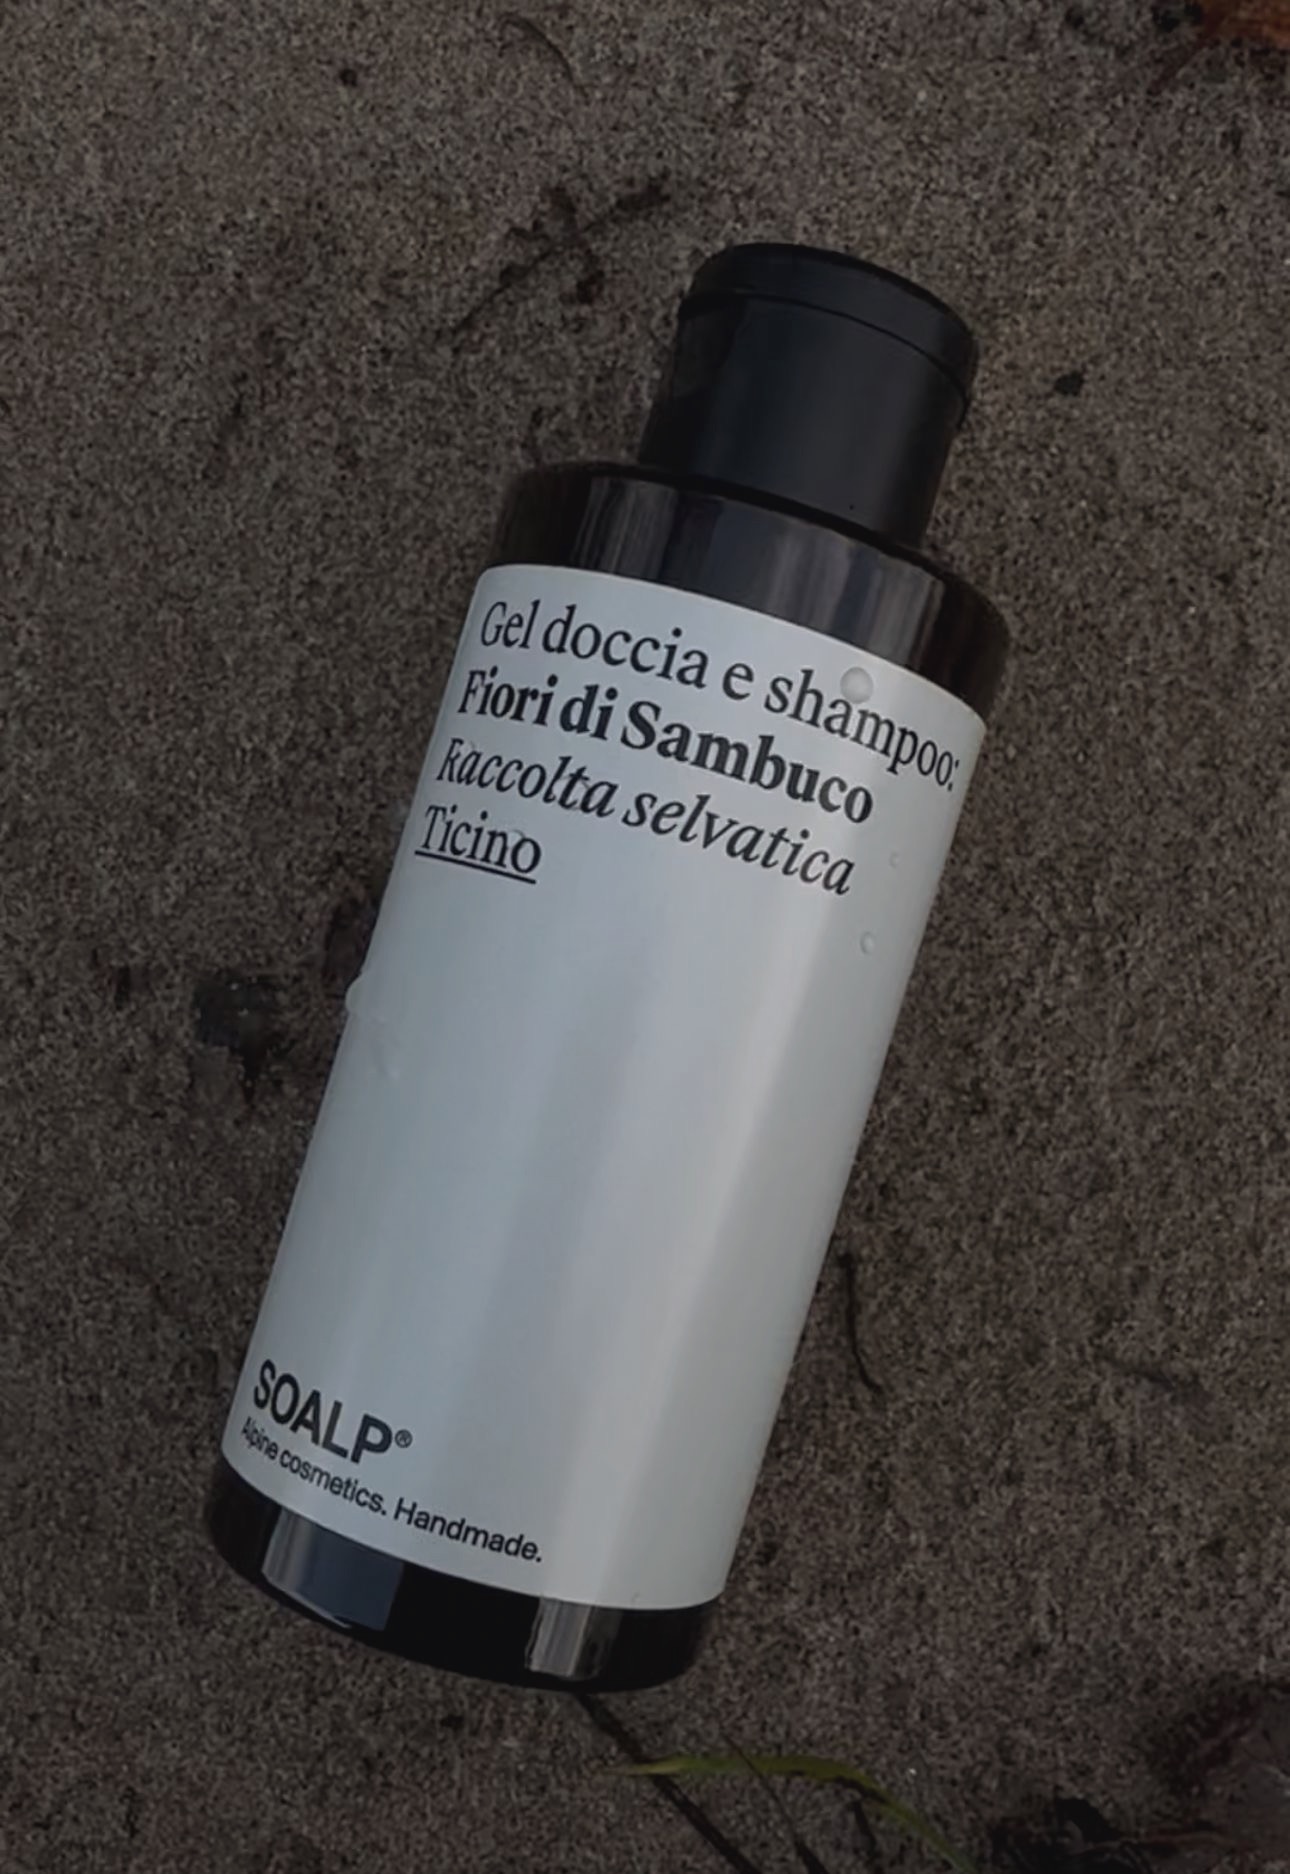 Gel doccia e shampoo:
Fiori di Sambuco
Raccolta selvatica
Ticino
SOALP®
Alpine cosmetics. Handmade.